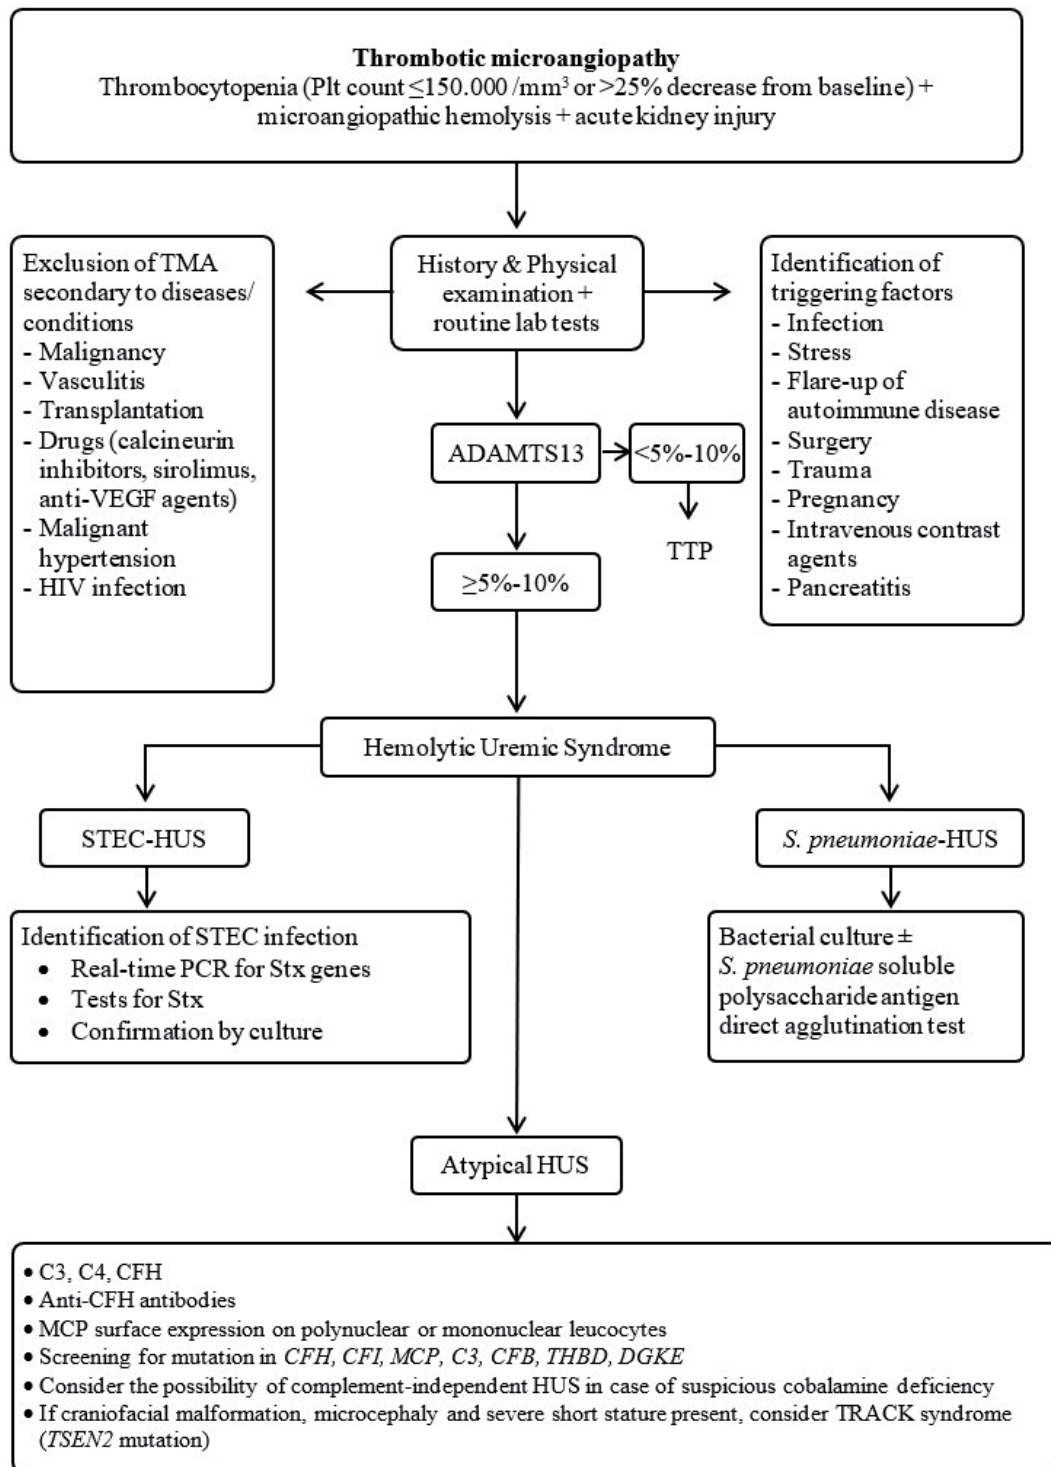 Thrombotic microangiopathy
Thrombocytopenia (Plt count ≤150.000 /mm³ or >25% decrease from baseline) +
microangiopathic hemolysis + acute kidney injury
Exclusion of TMA
secondary to diseases/
conditions
- Malignancy
- Vasculitis
- Transplantation
- Drugs (calcineurin
inhibitors, sirolimus,
anti-VEGF agents)
- Malignant
hypertension
- HIV infection
History & Physical
examination +
routine lab tests
Identification of
triggering factors
- Infection
- Stress
- Flare-up of
autoimmune disease
- Surgery
- Trauma
- Pregnancy
- Intravenous contrast
agents
- Pancreatitis
ADAMTS13
<5%-10%
TTP
≥5%-10%
Hemolytic Uremic Syndrome
STEC-HUS
S. pneumoniae-HUS
Identification of STEC infection
• Real-time PCR for Stx genes
• Tests for Stx
• Confirmation by culture
Bacterial culture ±
S. pneumoniae soluble
polysaccharide antigen
direct agglutination test
Atypical HUS
• C3, C4, CFH
• Anti-CFH antibodies
• MCP surface expression on polynuclear or mononuclear leucocytes
• Screening for mutation in CFH, CFI, MCP, C3, CFB, THBD, DGKE
• Consider the possibility of complement-independent HUS in case of suspicious cobalamine deficiency
• If craniofacial malformation, microcephaly and severe short stature present, consider TRACK syndrome
(TSEN2 mutation)